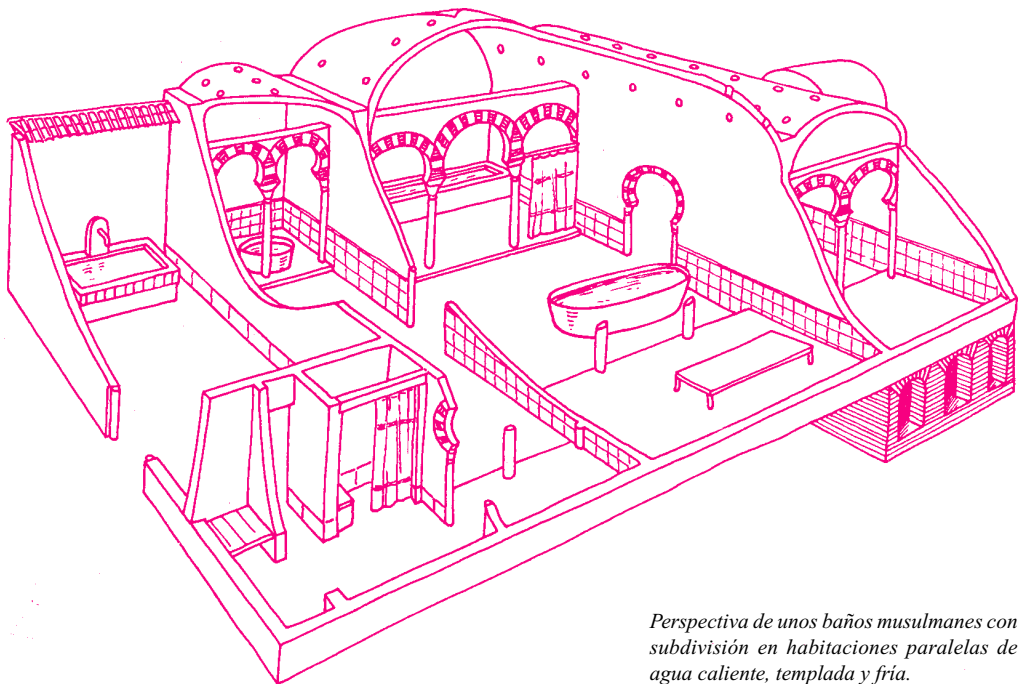 Perspectiva de unos baños musulmanes con
subdivisión en habitaciones paralelas de
agua caliente, templada y fría.